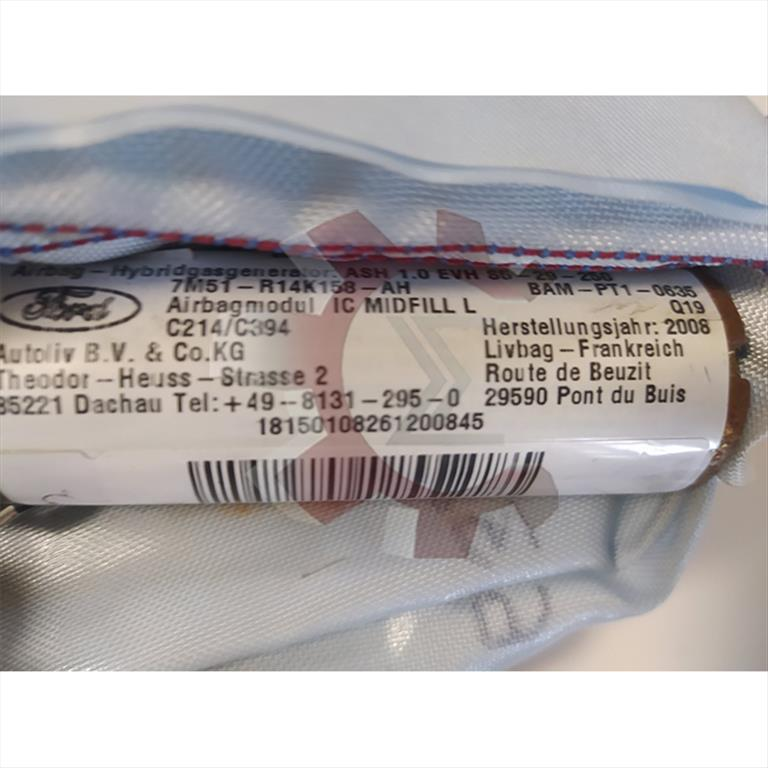 Airbag-Hybridgasgenerator: ASH 1.0 EVH
7M51-R14K158-AH BAM-PT1-0635
Ford Airbagmodul IC MIDFILL L Q19
C214/C394 Herstellungsjahr: 2008
Autoliv B.V. & Co.KG Livbag-Frankreich
Theodor-Heuss-Strasse 2 Route de Beuzit
85221 Dachau Tel:+49-8131-295-0 29590 Pont du Buis
18150108261200845